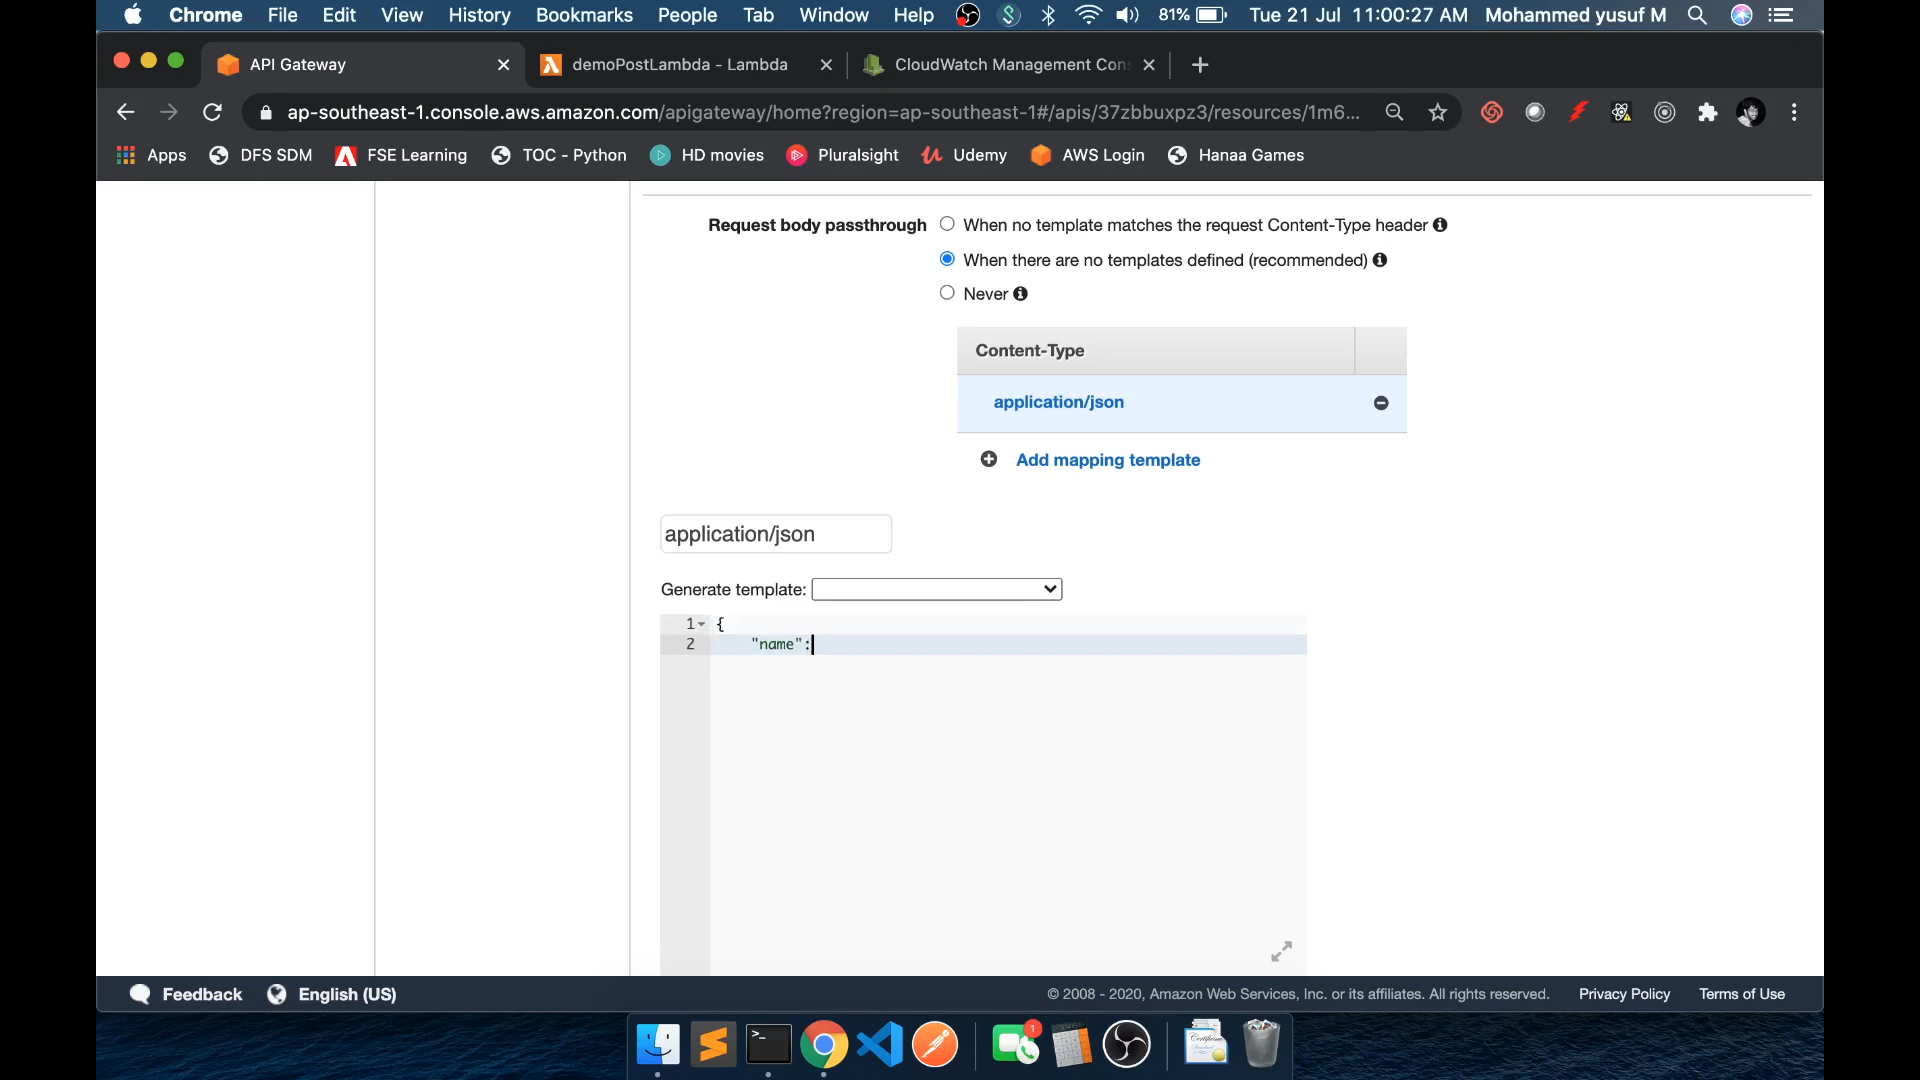 Chrome File Edit View History Bookmarks People Tab Window Help 81% Tue 21 Jul 11:00:27 AM Mohammed yusuf M
API Gateway demoPostLambda - Lambda CloudWatch Management Con
ap-southeast-1.console.aws.amazon.com/apigateway/home?region=ap-southeast-1#/apis/37zbbuxpz3/resources/1m6...
Apps DFS SDM FSE Learning TOC - Python HD movies Pluralsight Udemy AWS Login Hanaa Games
Request body passthrough When no template matches the request Content-Type header
When there are no templates defined (recommended)
Never
Content-Type
application/json
Add mapping template
application/json
Generate template:
1 {
2 "name":
Feedback English (US) © 2008 - 2020, Amazon Web Services, Inc. or its affiliates. All rights reserved. Privacy Policy Terms of Use
1